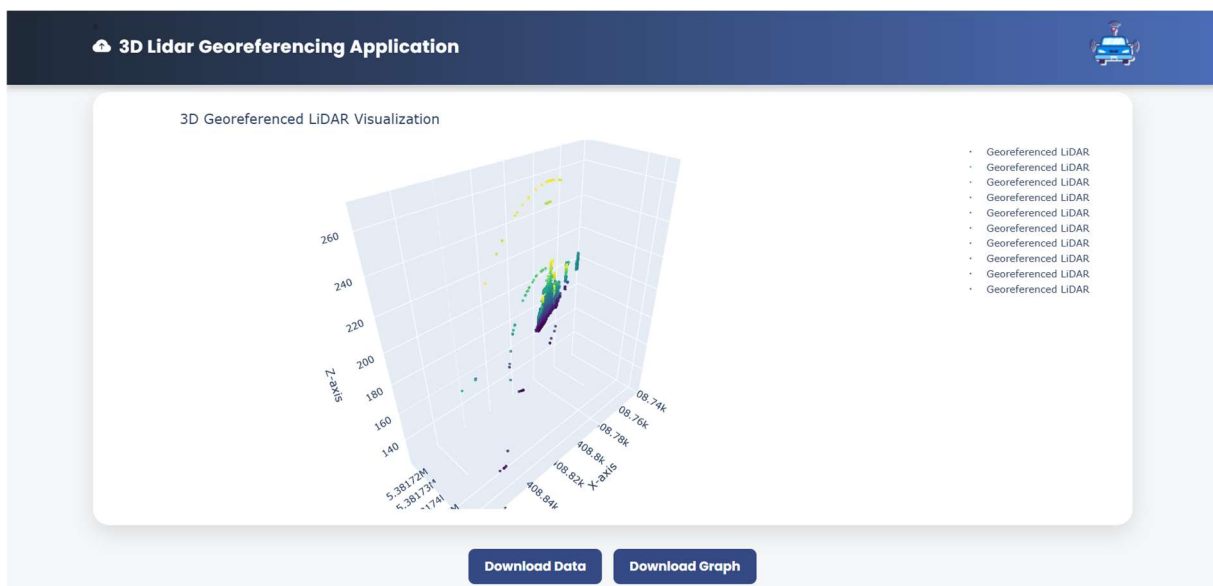 3D Lidar Georeferencing Application
3D Georeferenced LiDAR Visualization
Georeferenced LiDAR
Georeferenced LiDAR
Georeferenced LiDAR
Georeferenced LiDAR
Georeferenced LiDAR
Georeferenced LiDAR
Georeferenced LiDAR
Georeferenced LiDAR
Georeferenced LiDAR
Georeferenced LiDAR
260
240
220
200
180
160
140
Z-axis
5.38172M
5.38173M
08.74k
08.76k
08.78k
408.8k
08.82k
408.84k
X-axis
Download Data
Download Graph